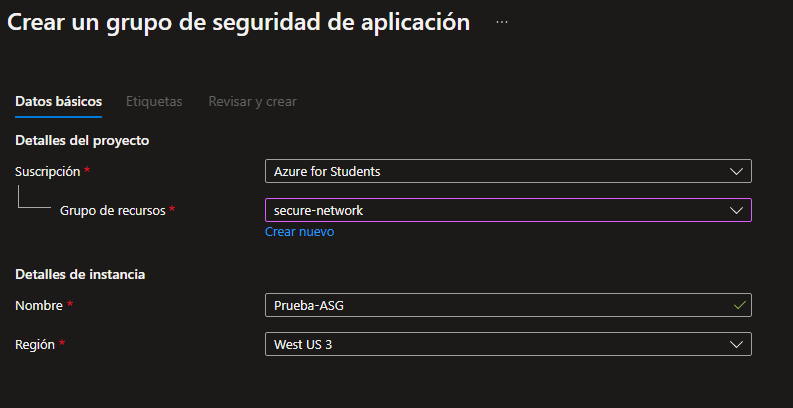 Crear un grupo de seguridad de aplicación ...
Datos básicos Etiquetas Revisar y crear
Detalles del proyecto
Suscripción * Azure for Students
Grupo de recursos * secure-network
Crear nuevo
Detalles de instancia
Nombre * Prueba-ASG
Región * West US 3